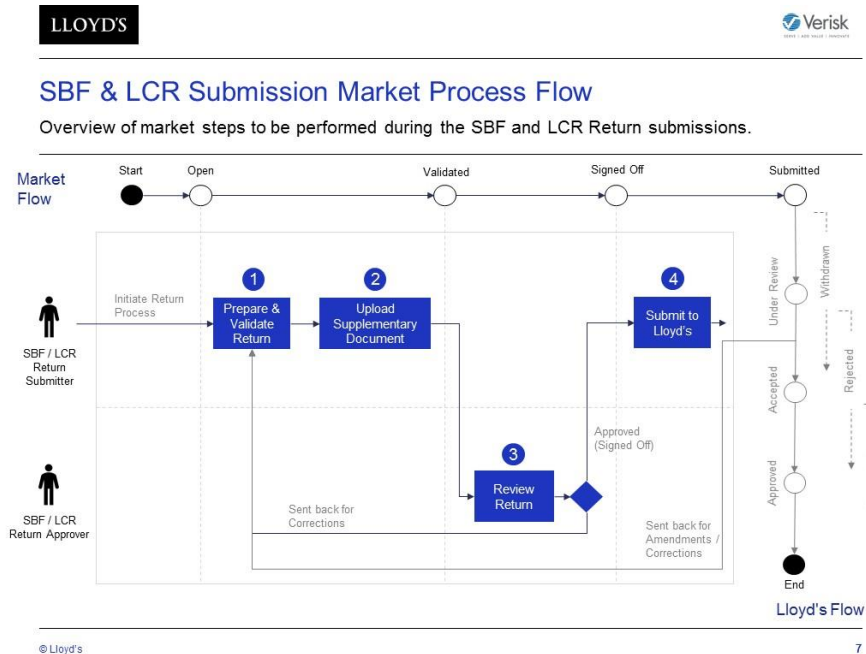 LLOYD'S
Verisk
SBF & LCR Submission Market Process Flow
Overview of market steps to be performed during the SBF and LCR Return submissions.
Market
Flow
Start
Open
Validated
Signed Off
Submitted
1
2
4
Initiate Return
Process
Prepare &
Validate
Return
Upload
Supplementary
Document
Submit to
Lloyd's
SBF / LCR
Return
Submitter
Under Review
Withdrawn
Accepted
Rejected
Approved
(Signed Off)
3
Review
Return
Sent back for
Corrections
Sent back for
Amendments /
Corrections
SBF / LCR
Return Approver
Approved
End
Lloyd's Flow
© Lloyd's
7